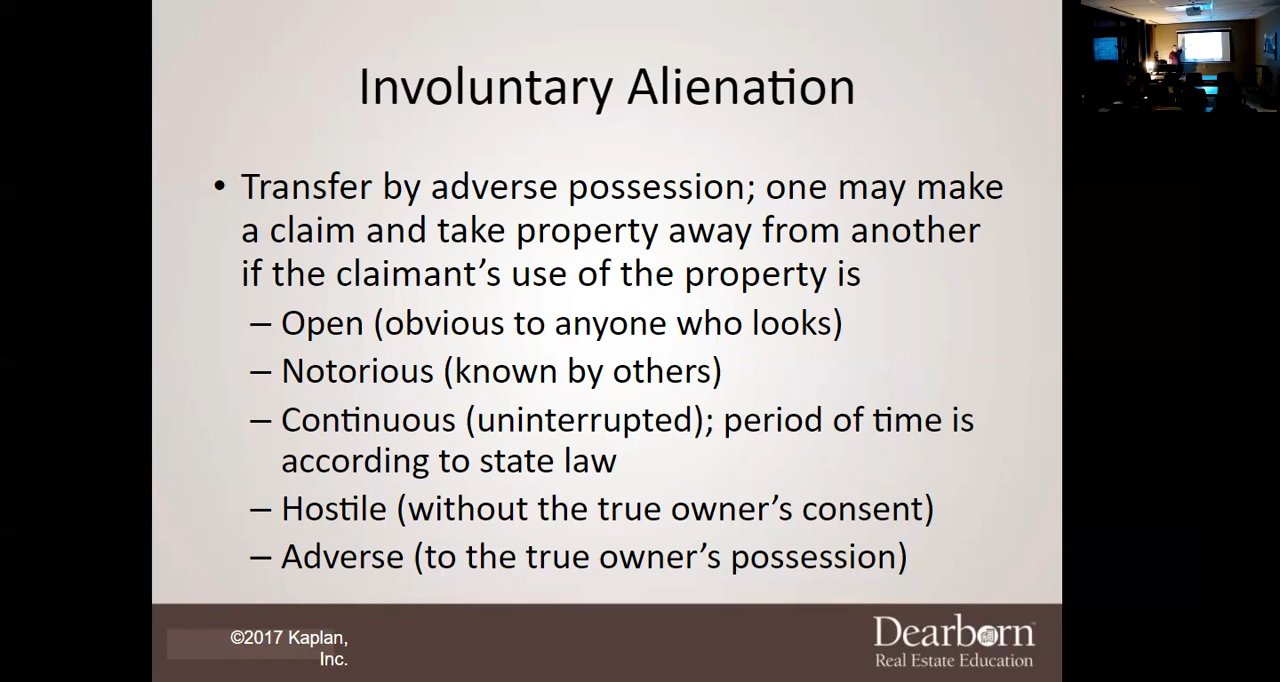 Involuntary Alienation
• Transfer by adverse possession; one may make
a claim and take property away from another
if the claimant’s use of the property is
– Open (obvious to anyone who looks)
– Notorious (known by others)
– Continuous (uninterrupted); period of time is
according to state law
– Hostile (without the true owner’s consent)
– Adverse (to the true owner’s possession)
©2017 Kaplan,
Inc.
Dearborn™
Real Estate Education